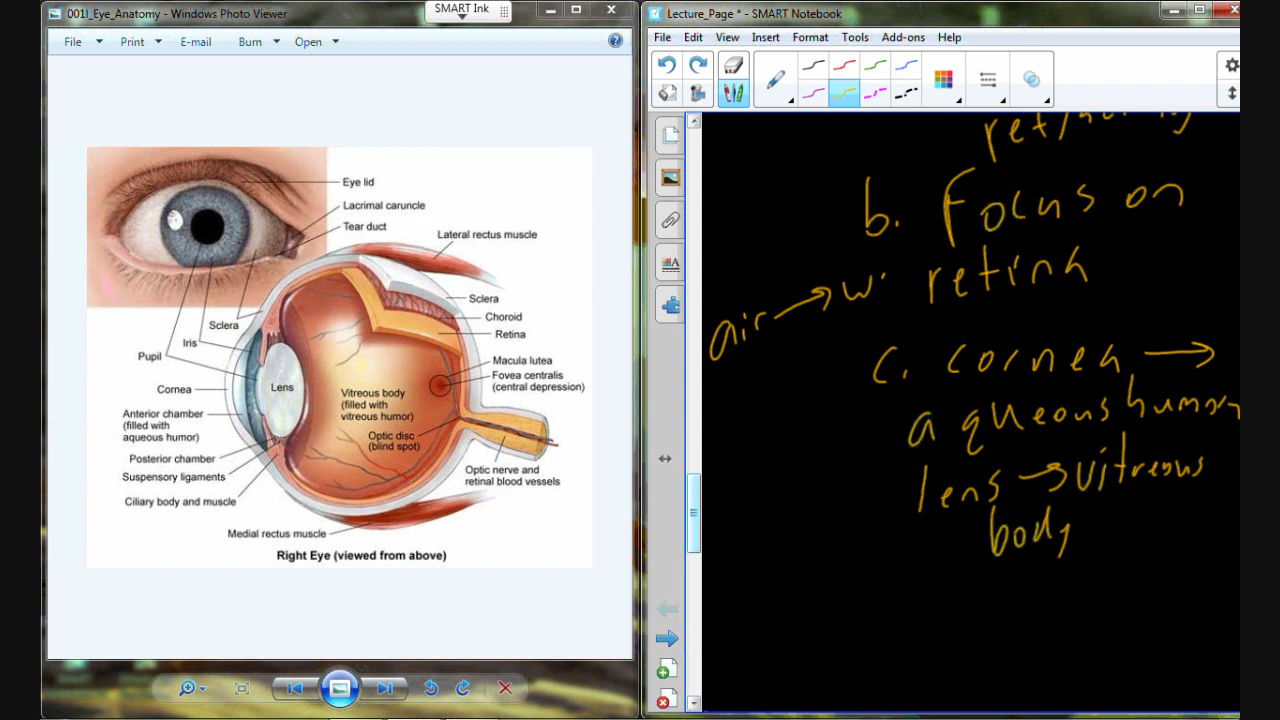 001I_Eye_Anatomy - Windows Photo Viewer
SMART Ink
File Print E-mail Burn Open
Eye lid
Lacrimal caruncle
Tear duct
Lateral rectus muscle
Sclera
Choroid
Retina
Macula lutea
Fovea centralis
(central depression)
Sclera
Iris
Pupil
Cornea
Lens
Vitreous body
(filled with
vitreous humor)
Anterior chamber
(filled with
aqueous humor)
Optic disc
(blind spot)
Posterior chamber
Suspensory ligaments
Ciliary body and muscle
Optic nerve and
retinal blood vessels
Medial rectus muscle
Right Eye (viewed from above)
Lecture_Page * - SMART Notebook
File Edit View Insert Format Tools Add-ons Help
b. Focus on
retina
air → w
c. cornea →
aqueous humor
lens → vitreous
body